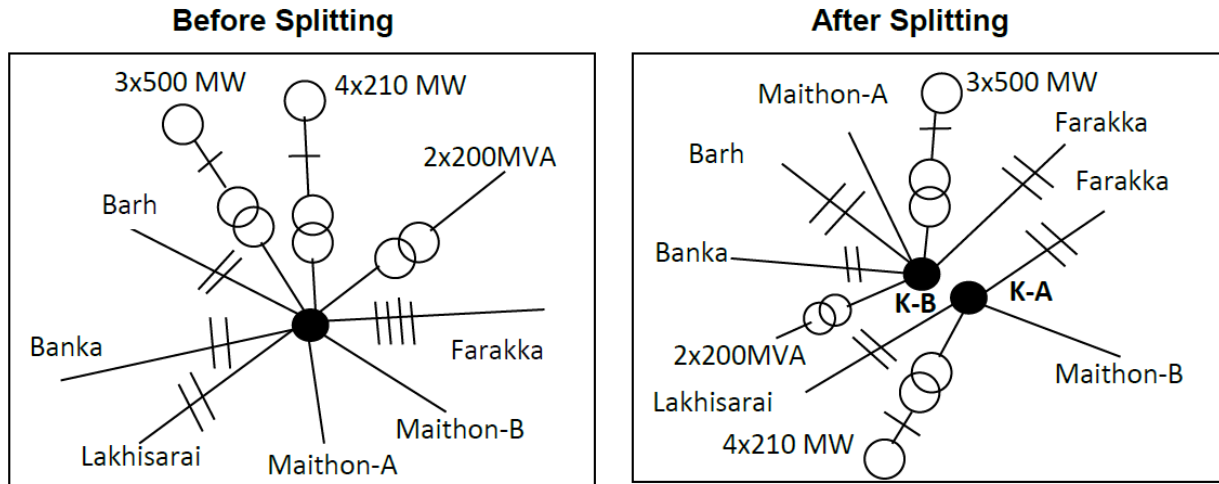 Before Splitting
3x500 MW
4x210 MW
2x200MVA
Barh
Banka
Farakka
Lakhisarai
Maithon-A
Maithon-B
After Splitting
3x500 MW
Maithon-A
Farakka
Barh
Farakka
Banka
K-B
K-A
2x200MVA
Maithon-B
Lakhisarai
4x210 MW